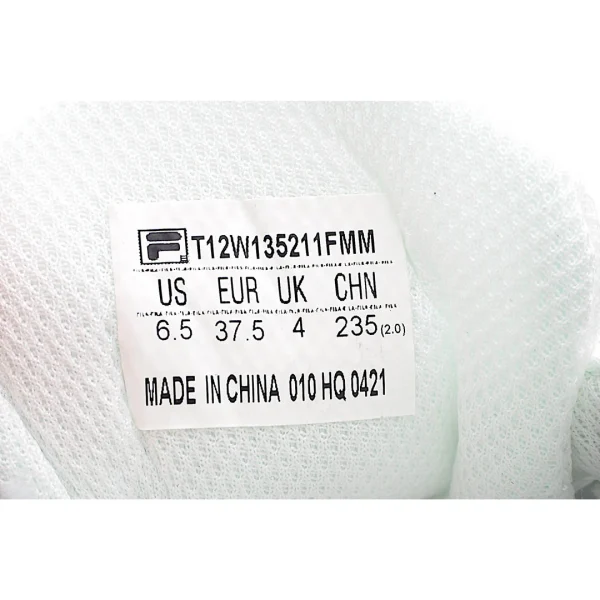 F T12W135211FMM
US EUR UK CHN
6.5 37.5 4 235 (2.0)
MADE IN CHINA 010 HQ 0421